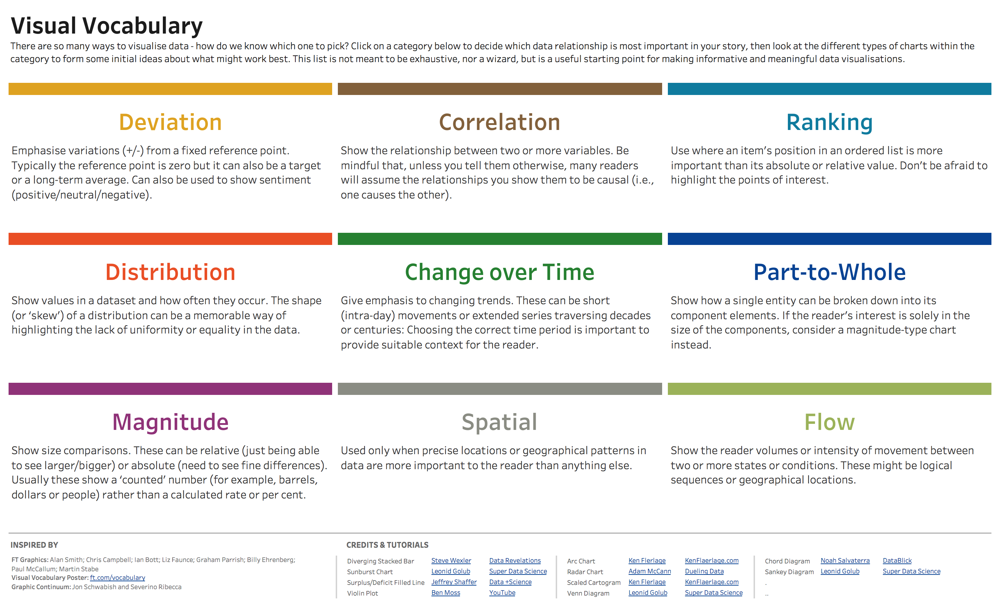 Visual Vocabulary
There are so many ways to visualise data - how do we know which one to pick? Click on a category below to decide which data relationship is most important in your story, then look at the different types of charts within the
category to form some initial ideas about what might work best. This list is not meant to be exhaustive, nor a wizard, but is a useful starting point for making informative and meaningful data visualisations.
Deviation
Emphasise variations (+/-) from a fixed reference point.
Typically the reference point is zero but it can also be a target
or a long-term average. Can also be used to show sentiment
(positive/neutral/negative).
Correlation
Show the relationship between two or more variables. Be
mindful that, unless you tell them otherwise, many readers
will assume the relationships you show them to be causal (i.e.,
one causes the other).
Ranking
Use where an item's position in an ordered list is more
important than its absolute or relative value. Don't be afraid to
highlight the points of interest.
Distribution
Show values in a dataset and how often they occur. The shape
(or ‘skew’) of a distribution can be a memorable way of
highlighting the lack of uniformity or equality in the data.
Change over Time
Give emphasis to changing trends. These can be short
(intra-day) movements or extended series traversing decades
or centuries: Choosing the correct time period is important to
provide suitable context for the reader.
Part-to-Whole
Show how a single entity can be broken down into its
component elements. If the reader's interest is solely in the
size of the components, consider a magnitude-type chart
instead.
Magnitude
Show size comparisons. These can be relative (just being able
to see larger/bigger) or absolute (need to see fine differences).
Usually these show a ‘counted’ number (for example, barrels,
dollars or people) rather than a calculated rate or per cent.
Spatial
Used only when precise locations or geographical patterns in
data are more important to the reader than anything else.
Flow
Show the reader volumes or intensity of movement between
two or more states or conditions. These might be logical
sequences or geographical locations.
INSPIRED BY
FT Graphics: Alan Smith; Chris Campbell; Ian Bott; Liz Faunce; Graham Parrish; Billy Ehrenberg;
Paul McCallum; Martin Stabe
Visual Vocabulary Poster: ft.com/vocabulary
Graphic Continuum: Jon Schwabish and Severino Ribecca
CREDITS & TUTORIALS
Diverging Stacked Bar Steve Wexler Data Revelations
Sunburst Chart Leonid Golub Super Data Science
Surplus/Deficit Filled Line Jeffrey Shaffer Data +Science
Violin Plot Ben Moss YouTube
Arc Chart Ken Flerlage KenFlaerlage.com
Radar Chart Adam McCann Dueling Data
Scaled Cartogram Ken Flerlage KenFlaerlage.com
Venn Diagram Leonid Golub Super Data Science
Chord Diagram Noah Salvaterra DataBlick
Sankey Diagram Leonid Golub Super Data Science
.
..